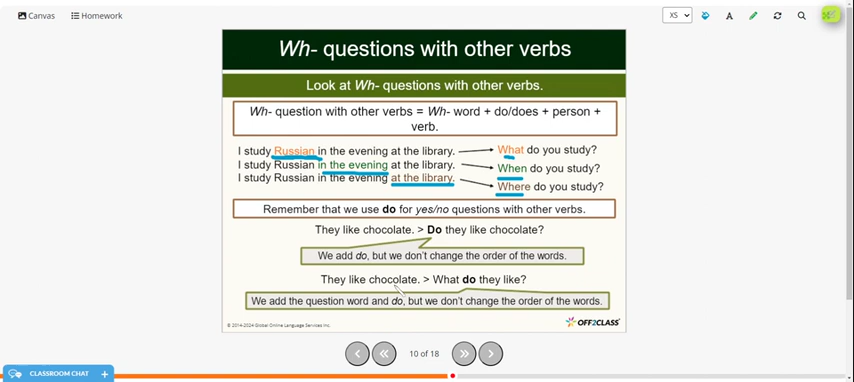 Canvas
Homework
XS
A
Wh- questions with other verbs
Look at Wh- questions with other verbs.
Wh- question with other verbs = Wh- word + do/does + person +
verb.
I study Russian in the evening at the library. What do you study?
I study Russian in the evening at the library. When do you study?
I study Russian in the evening at the library. Where do you study?
Remember that we use do for yes/no questions with other verbs.
They like chocolate. > Do they like chocolate?
We add do, but we don't change the order of the words.
They like chocolate. > What do they like?
We add the question word and do, but we don't change the order of the words.
© 2014-2024 Global Online Language Services Inc.
OFF2CLASS
10 of 18
CLASSROOM CHAT +